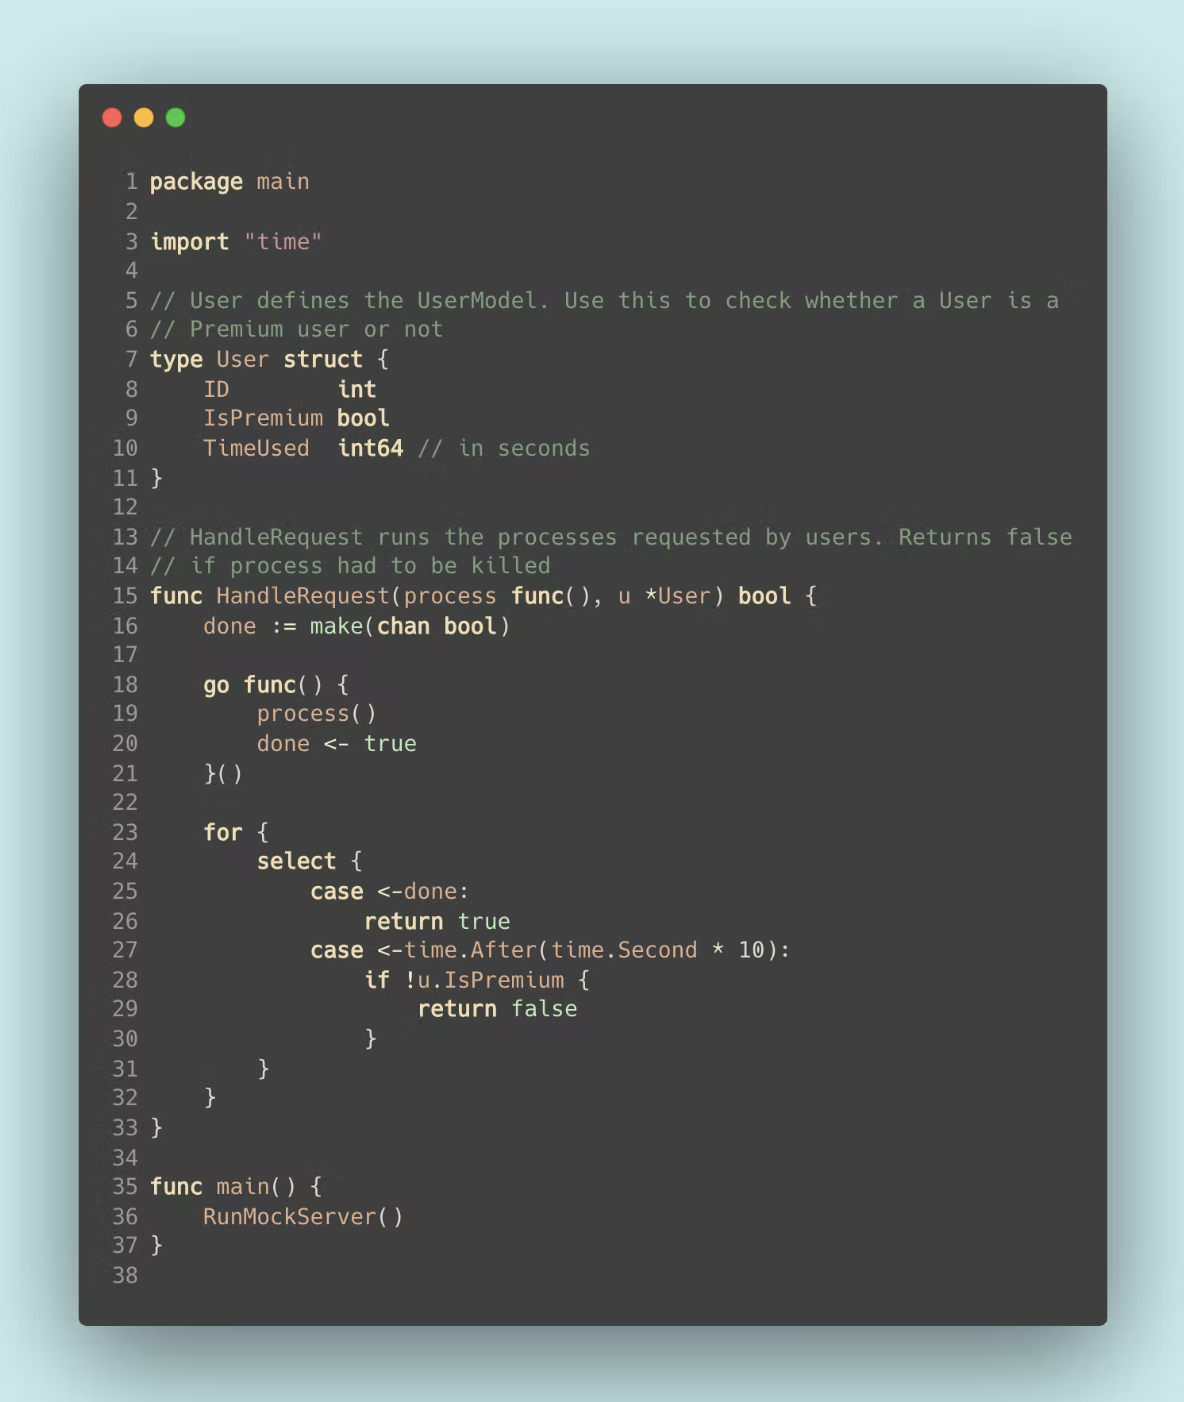 1 package main
2
3 import "time"
4
5 // User defines the UserModel. Use this to check whether a User is a
6 // Premium user or not
7 type User struct {
8     ID        int
9     IsPremium bool
10     TimeUsed  int64 // in seconds
11 }
12
13 // HandleRequest runs the processes requested by users. Returns false
14 // if process had to be killed
15 func HandleRequest(process func(), u *User) bool {
16     done := make(chan bool)
17
18     go func() {
19         process()
20         done <- true
21     }()
22
23     for {
24         select {
25             case <-done:
26                 return true
27             case <-time.After(time.Second * 10):
28                 if !u.IsPremium {
29                     return false
30                 }
31         }
32     }
33 }
34
35 func main() {
36     RunMockServer()
37 }
38